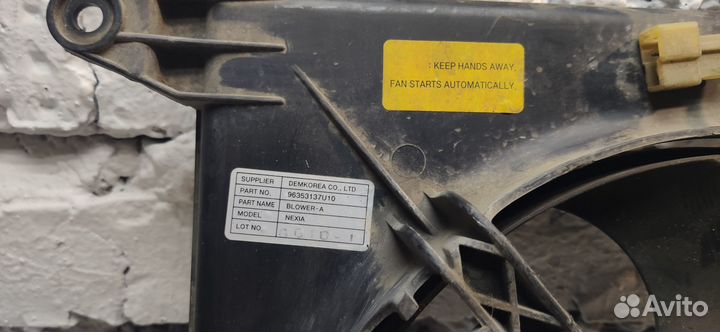 : KEEP HANDS AWAY.
FAN STARTS AUTOMATICALLY.
SUPPLIER DEMKOREA CO., LTD
PART NO. 96353137U10
PART NAME BLOWER-A
MODEL NEXIA
LOT NO.
Avito